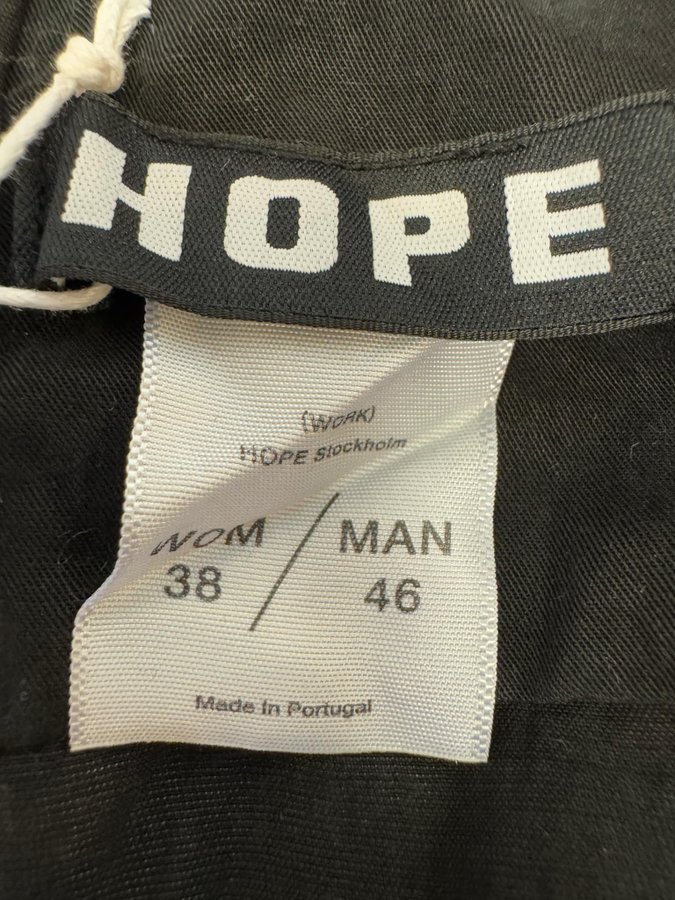 HOPE
(WORK)
HOPE Stockholm
WOM / MAN
38 46
Made in Portugal